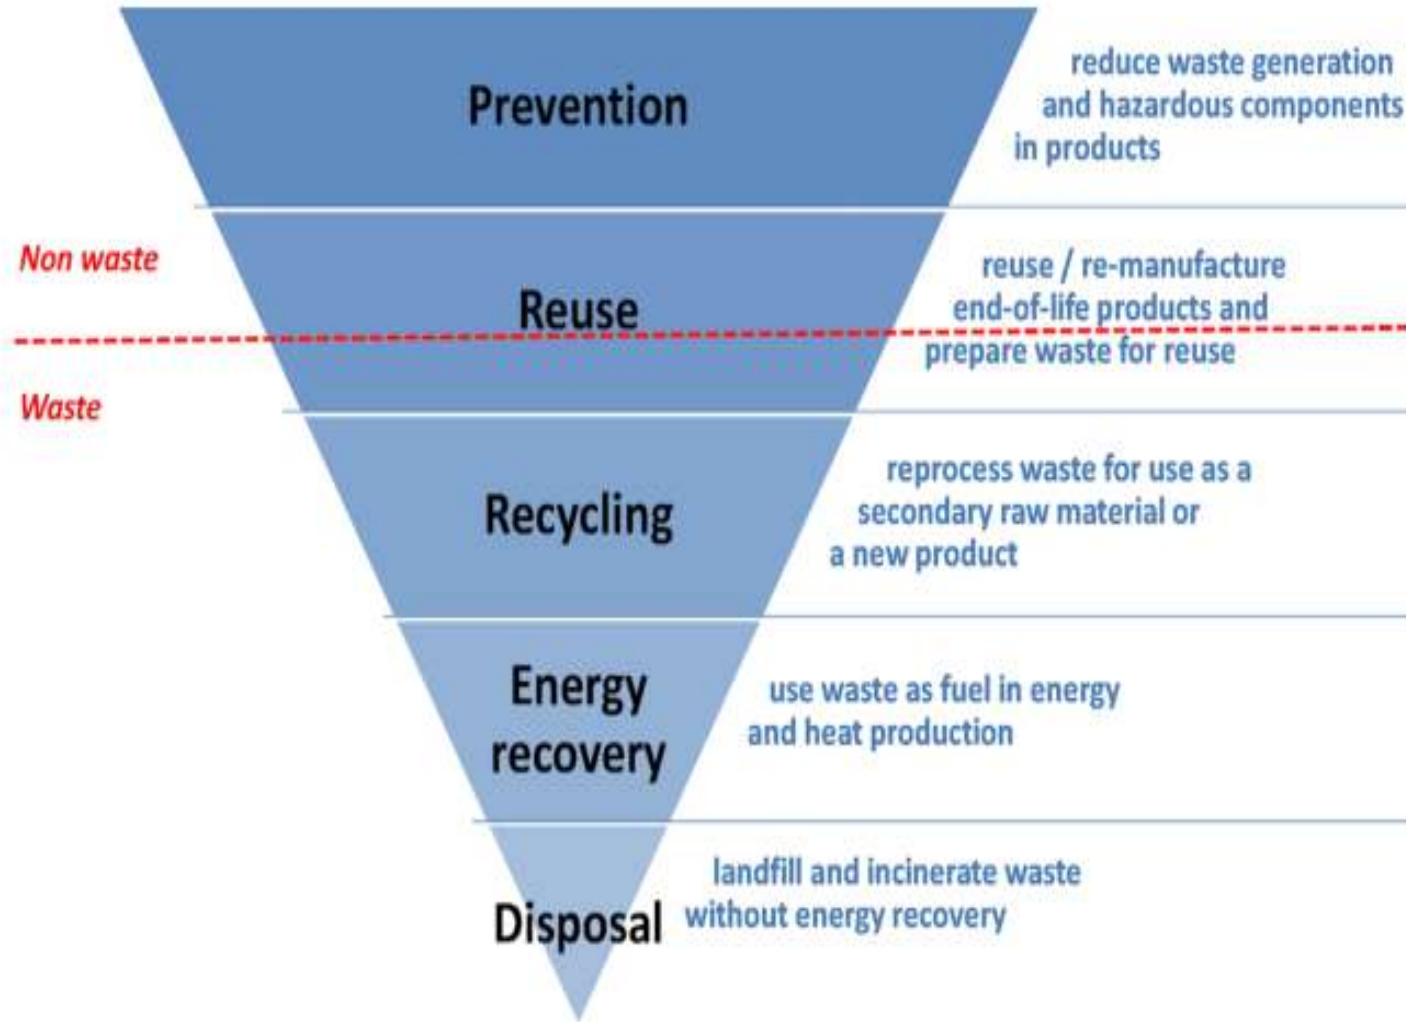 Prevention
reduce waste generation
and hazardous components
in products
Non waste
Reuse
reuse / re-manufacture
end-of-life products and
prepare waste for reuse
Waste
Recycling
reprocess waste for use as a
secondary raw material or
a new product
Energy
recovery
use waste as fuel in energy
and heat production
Disposal
landfill and incinerate waste
without energy recovery